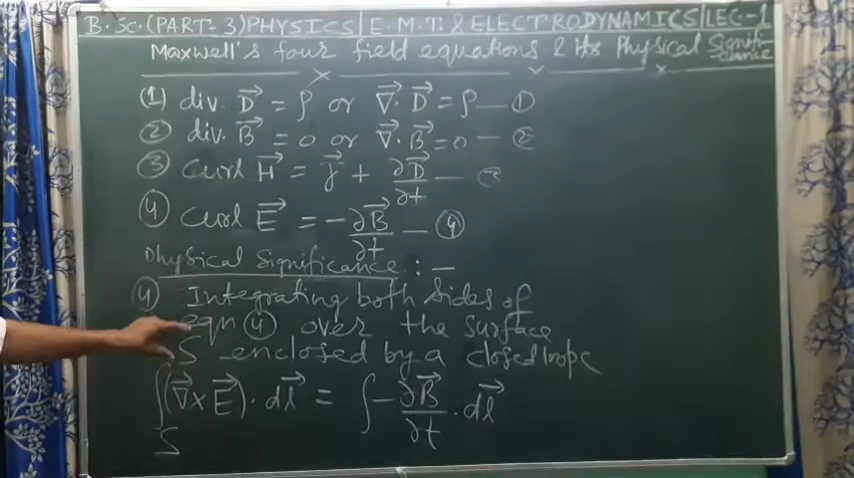 B.Sc.(PART-3)PHYSICS|E.M.T.&ELECTRODYNAMICS|LEC-1
Maxwell's four field equations & its Physical Significance
(1) div. D⃗ = ρ or ∇⃗. D⃗ = ρ — ①
② div. B⃗ = 0 or ∇⃗. B⃗ = 0 — ②
③ Curl H⃗ = J⃗ + ∂D⃗/∂t — ③
④ Curl E⃗ = - ∂B⃗/∂t — ④
Physical Significance :—
④ Integrating both sides of
eqn ④ over the surface
S enclosed by a closed loope
∫(∇⃗×E⃗). dl⃗ = ∫ - ∂B⃗/∂t . dl⃗
S